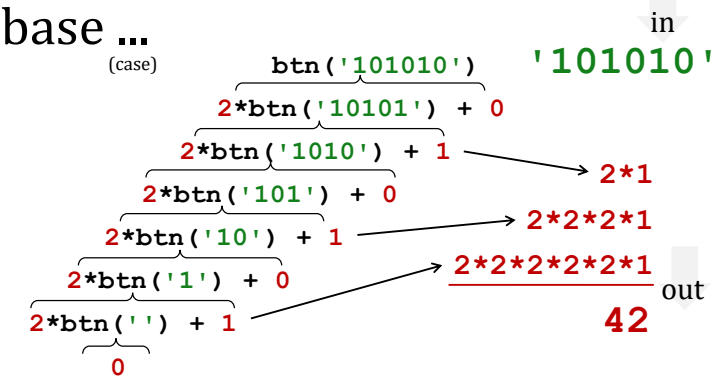 base ...
(case)
in
'101010'
btn('101010')
2*btn('10101') + 0
2*btn('1010') + 1
2*1
2*btn('101') + 0
2*btn('10') + 1
2*2*2*1
2*btn('1') + 0
2*2*2*2*2*1
out
2*btn('') + 1
42
0